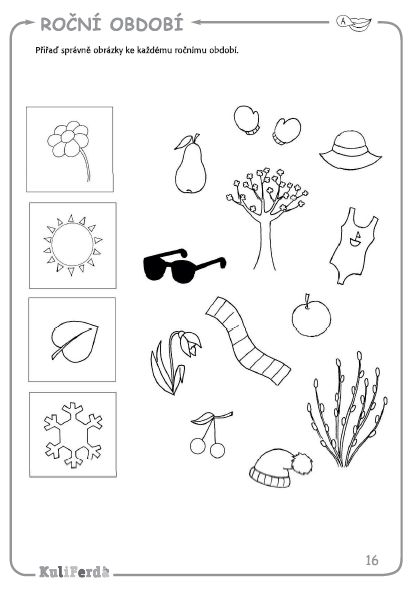 ROČNÍ OBDOBÍ
A
Přiřaď správně obrázky ke každému ročnímu období.
16
KuliFerda